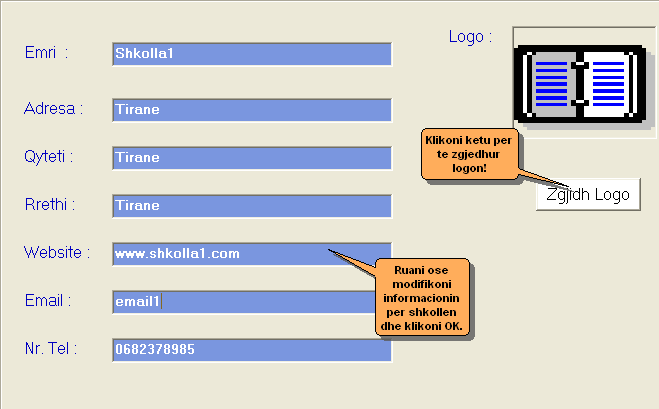 Logo :
Emri :
Shkolla1
Adresa :
Tirane
Klikoni ketu per
te zgjedhur
logon!
Qyteti :
Tirane
Zgjidh Logo
Rrethi :
Tirane
Website :
www.shkolla1.com
Ruani ose
modifikoni
informacionin
per shkollen
dhe klikoni OK.
Email :
email1
Nr. Tel :
0682378985